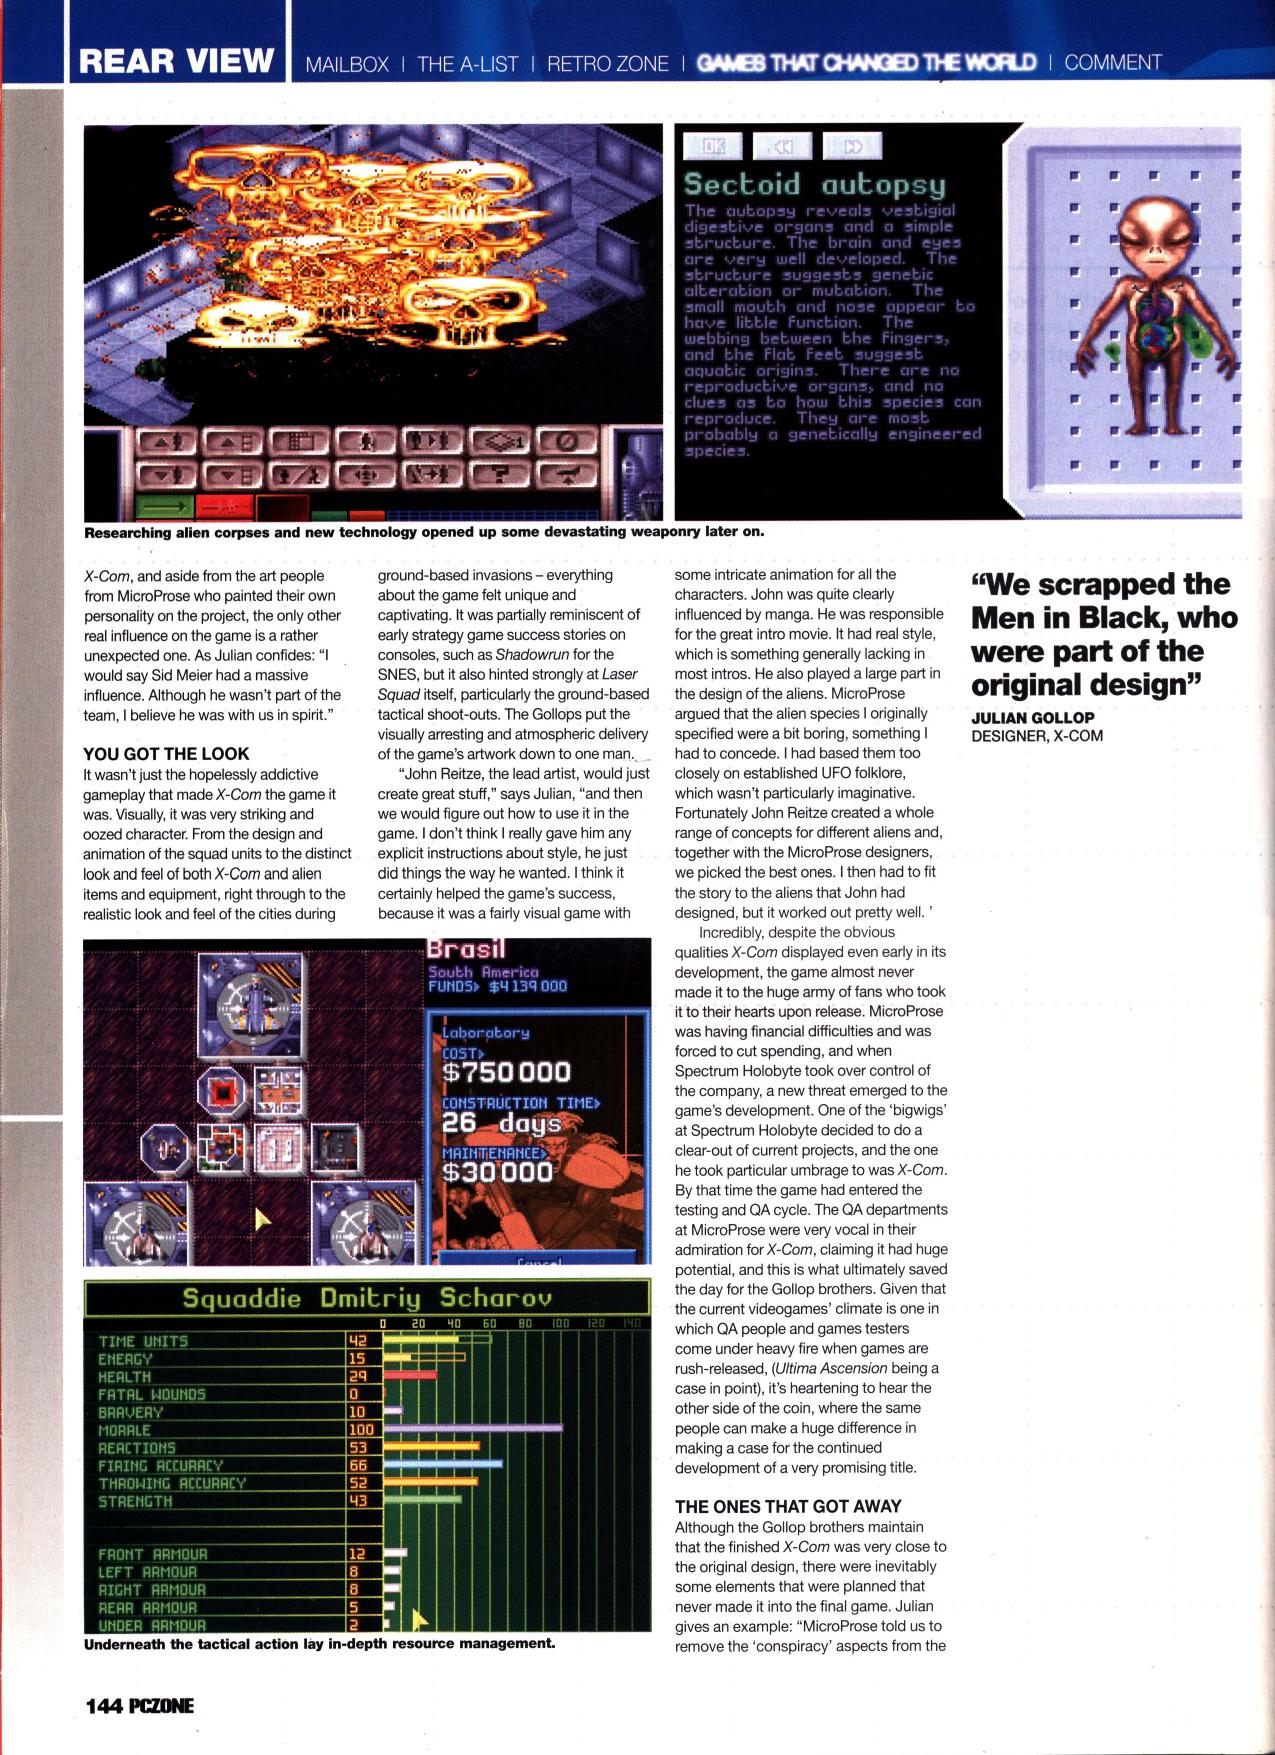 REAR VIEW
MAILBOX | THE A-LIST | RETRO ZONE | GAMES THAT CHANGED THE WORLD | COMMENT
1
OK
Sectoid autopsy
The autopsy reveals vestigial
digestive organs and a simple
structure. The brain and eyes
are very well developed. The
structure suggests genetic
alteration or mutation. The
small mouth and nose appear to
have little function. The
webbing between the fingers,
and the flat feet suggest
aquatic origins. There are no
reproductive organs, and no
clues as to how this species can
reproduce. They are most
probably a genetically engineered
species.
Researching alien corpses and new technology opened up some devastating weaponry later on.
X-Com, and aside from the art people
from MicroProse who painted their own
personality on the project, the only other
real influence on the game is a rather
unexpected one. As Julian confides: “I
would say Sid Meier had a massive
influence. Although he wasn’t part of the
team, I believe he was with us in spirit.”
YOU GOT THE LOOK
It wasn’t just the hopelessly addictive
gameplay that made X-Com the game it
was. Visually, it was very striking and
oozed character. From the design and
animation of the squad units to the distinct
look and feel of both X-Com and alien
items and equipment, right through to the
realistic look and feel of the cities during
ground-based invasions – everything
about the game felt unique and
captivating. It was partially reminiscent of
early strategy game success stories on
consoles, such as Shadowrun for the
SNES, but it also hinted strongly at Laser
Squad itself, particularly the ground-based
tactical shoot-outs. The Gollops put the
visually arresting and atmospheric delivery
of the game’s artwork down to one man.
“John Reitze, the lead artist, would just
create great stuff,” says Julian, “and then
we would figure out how to use it in the
game. I don’t think I really gave him any
explicit instructions about style, he just
did things the way he wanted. I think it
certainly helped the game’s success,
because it was a fairly visual game with
some intricate animation for all the
characters. John was quite clearly
influenced by manga. He was responsible
for the great intro movie. It had real style,
which is something generally lacking in
most intros. He also played a large part in
the design of the aliens. MicroProse
argued that the alien species I originally
specified were a bit boring, something I
had to concede. I had based them too
closely on established UFO folklore,
which wasn’t particularly imaginative.
Fortunately John Reitze created a whole
range of concepts for different aliens and,
together with the MicroProse designers,
we picked the best ones. I then had to fit
the story to the aliens that John had
designed, but it worked out pretty well. ’
Incredibly, despite the obvious
qualities X-Com displayed even early in its
development, the game almost never
made it to the huge army of fans who took
it to their hearts upon release. MicroProse
was having financial difficulties and was
forced to cut spending, and when
Spectrum Holobyte took over control of
the company, a new threat emerged to the
game’s development. One of the ‘bigwigs’
at Spectrum Holobyte decided to do a
clear-out of current projects, and the one
he took particular umbrage to was X-Com.
By that time the game had entered the
testing and QA cycle. The QA departments
at MicroProse were very vocal in their
admiration for X-Com, claiming it had huge
potential, and this is what ultimately saved
the day for the Gollop brothers. Given that
the current videogames’ climate is one in
which QA people and games testers
come under heavy fire when games are
rush-released, (Ultima Ascension being a
case in point), it’s heartening to hear the
other side of the coin, where the same
people can make a huge difference in
making a case for the continued
development of a very promising title.
THE ONES THAT GOT AWAY
Although the Gollop brothers maintain
that the finished X-Com was very close to
the original design, there were inevitably
some elements that were planned that
never made it into the final game. Julian
gives an example: “MicroProse told us to
remove the ‘conspiracy’ aspects from the
“We scrapped the
Men in Black, who
were part of the
original design”
JULIAN GOLLOP
DESIGNER, X-COM
Brasil
South America
FUNDS> $4 139 000
Laboratory
COST>
$750 000
CONSTRUCTION TIME>
26 days
MAINTENANCE>
$30 000
Cancel
Squaddie Dmitriy Scharov
0 20 40 60 80 100 120 140
TIME UNITS 42
ENERGY 15
HEALTH 29
FATAL WOUNDS 0
BRAVERY 10
MORALE 100
REACTIONS 53
FIRING ACCURACY 66
THROWING ACCURACY 52
STRENGTH 43
FRONT ARMOUR 12
LEFT ARMOUR 8
RIGHT ARMOUR 8
REAR ARMOUR 5
UNDER ARMOUR 2
Underneath the tactical action lay in-depth resource management.
144 PCZONE